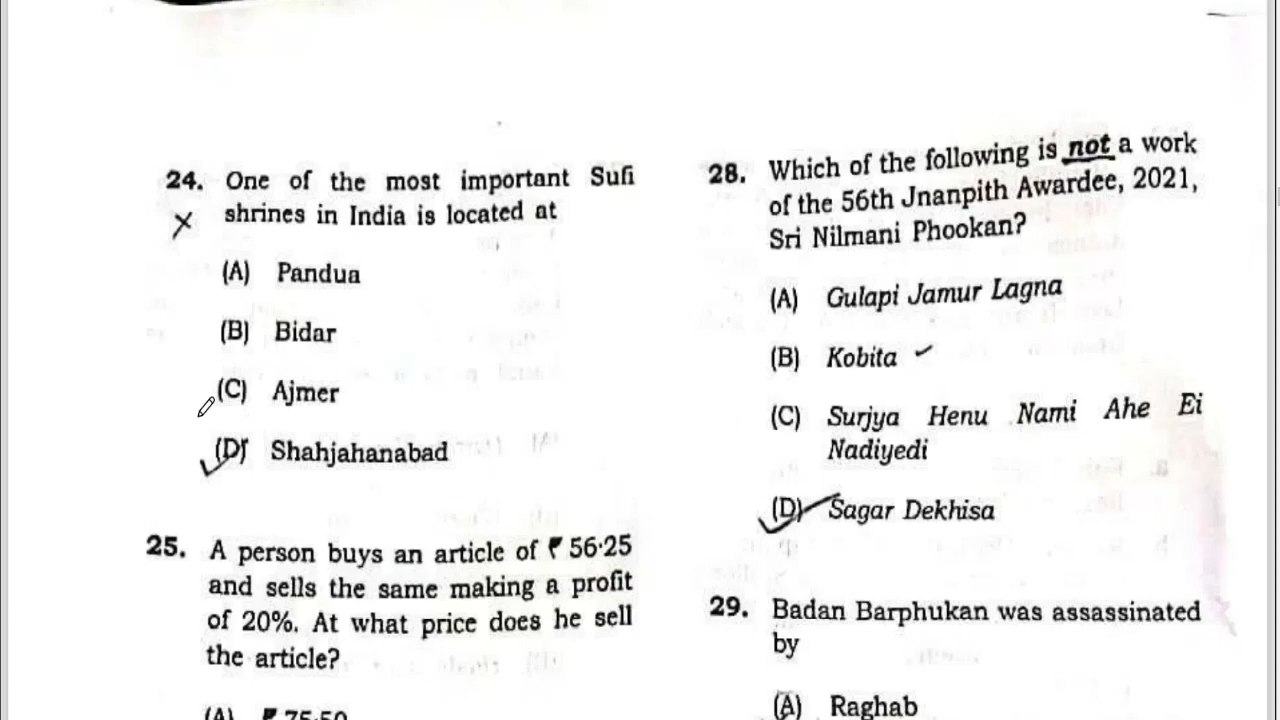 24. One of the most important Sufi
shrines in India is located at
(A) Pandua
(B) Bidar
(C) Ajmer
(D) Shahjahanabad
25. A person buys an article of ₹ 56·25
and sells the same making a profit
of 20%. At what price does he sell
the article?
(A) ₹ 75·50
28. Which of the following is not a work
of the 56th Jnanpith Awardee, 2021,
Sri Nilmani Phookan?
(A) Gulapi Jamur Lagna
(B) Kobita
(C) Surjya Henu Nami Ahe Ei
Nadiyedi
(D) Sagar Dekhisa
29. Badan Barphukan was assassinated
by
(A) Raghab